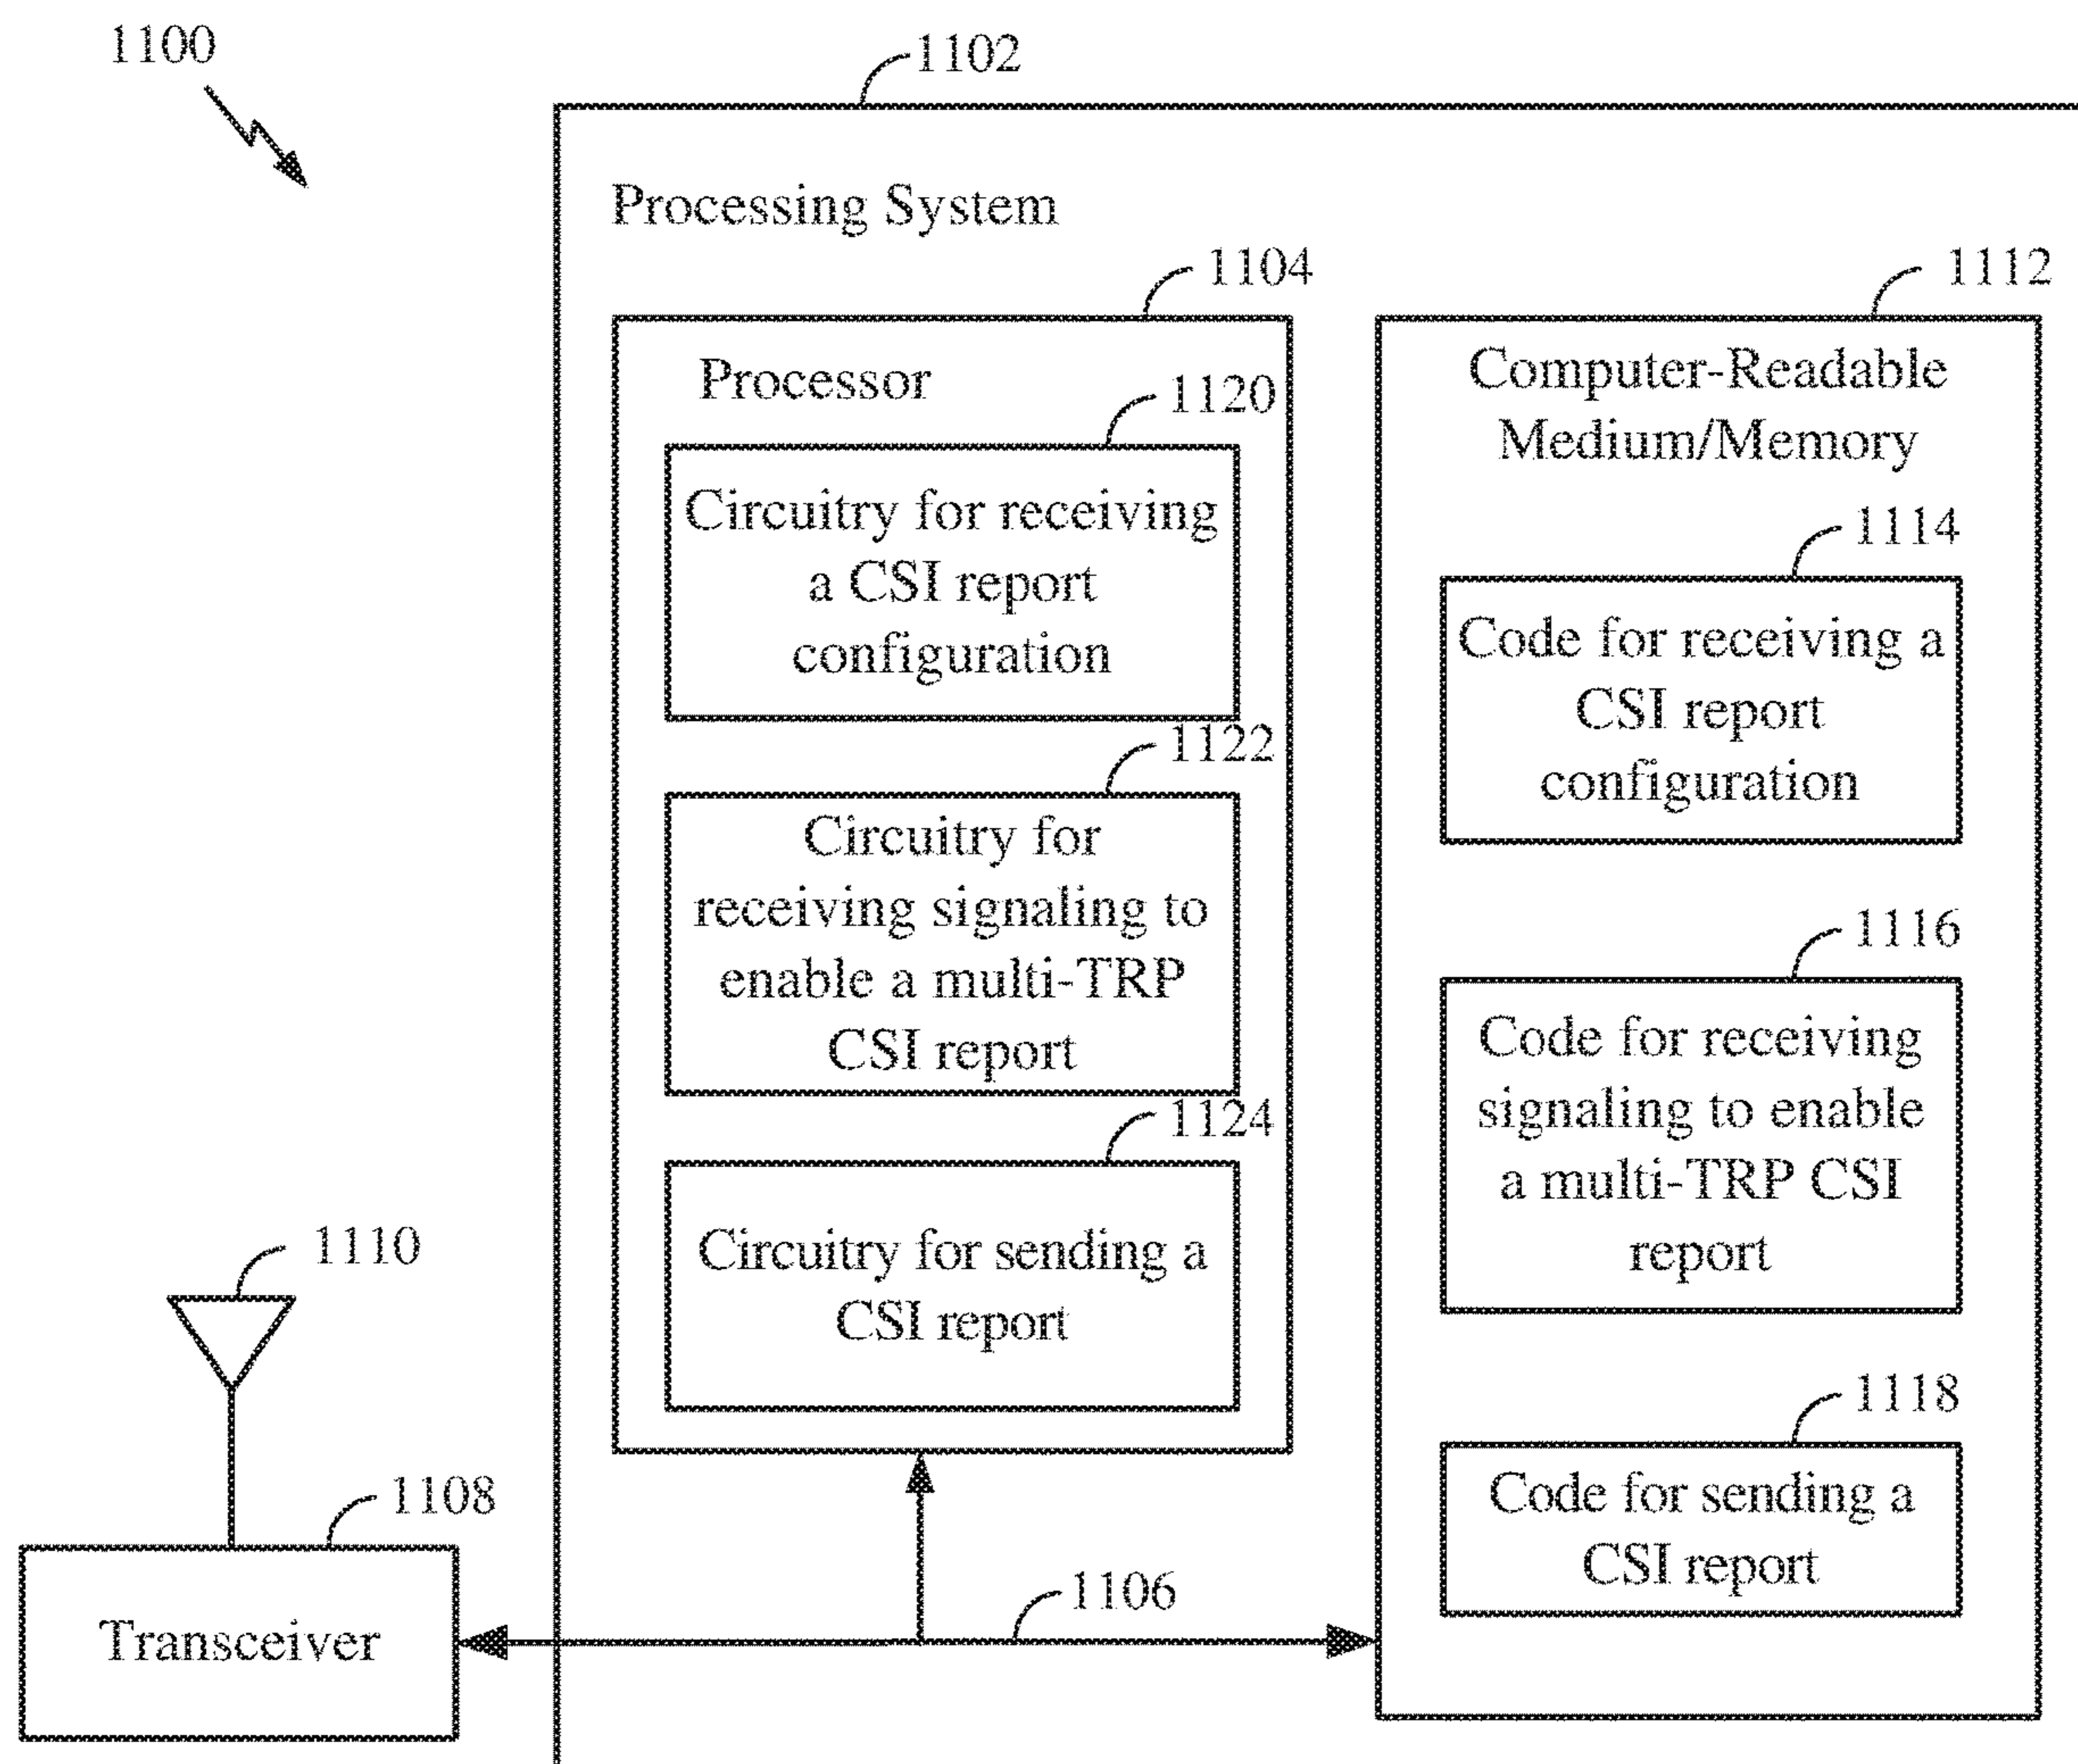 1100
1102
Processing System
1104
Processor
1120
Circuitry for receiving
a CSI report
configuration
1122
Circuitry for
receiving signaling to
enable a multi-TRP
CSI report
1124
Circuitry for sending a
CSI report
1112
Computer-Readable
Medium/Memory
1114
Code for receiving a
CSI report
configuration
1116
Code for receiving
signaling to enable
a multi-TRP CSI
report
1118
Code for sending a
CSI report
1110
1108
Transceiver
1106